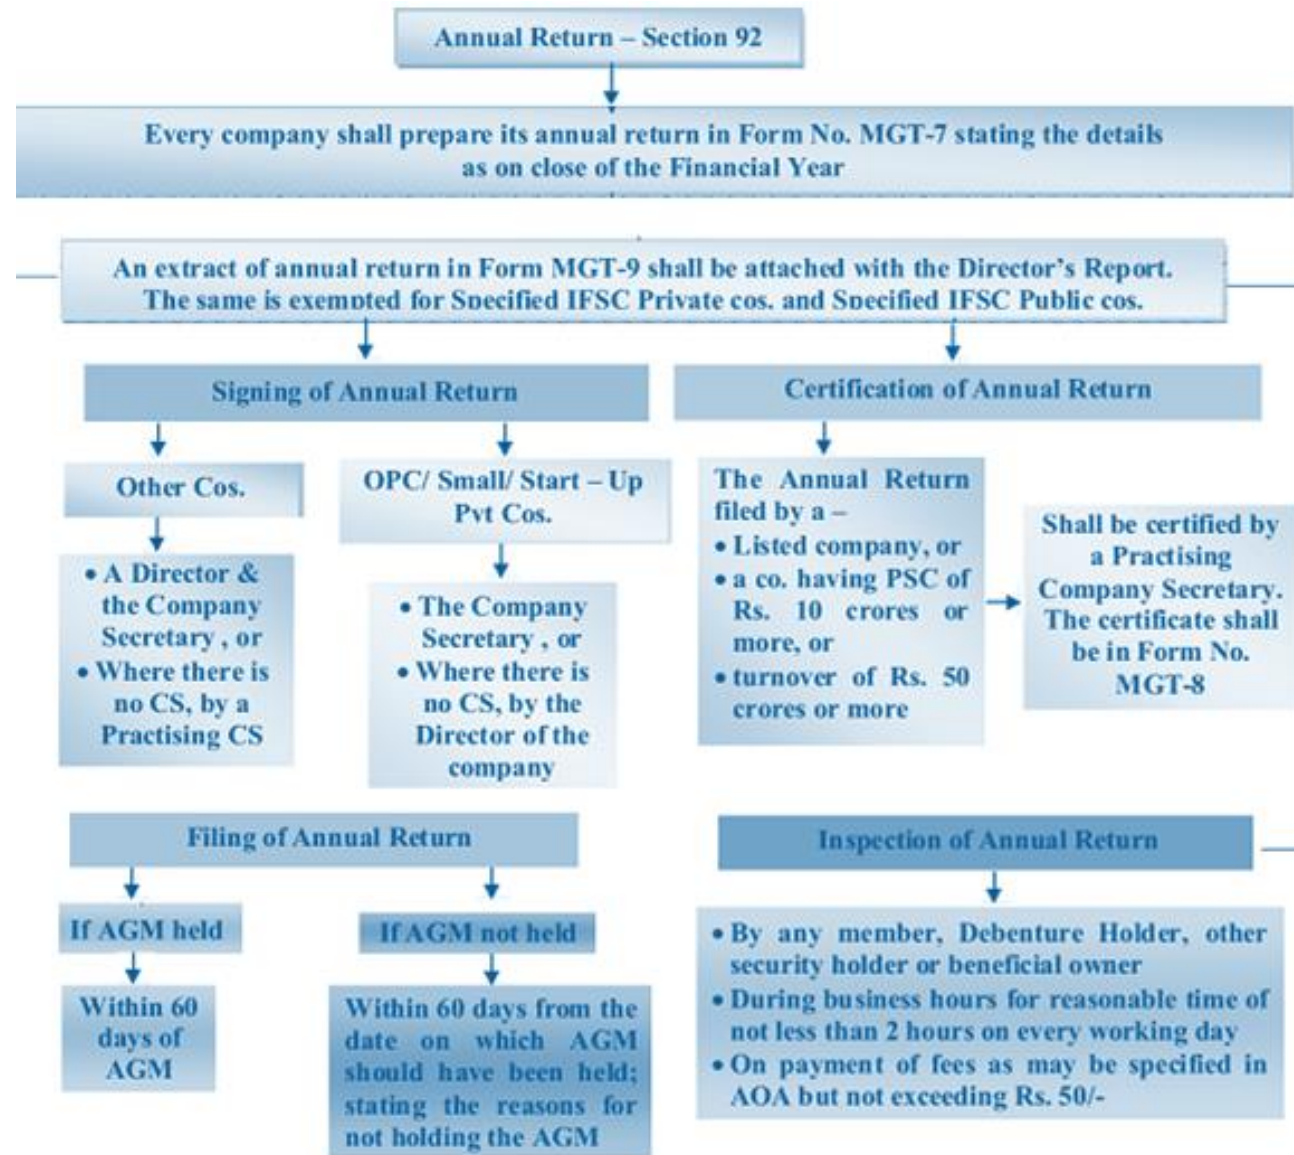 Annual Return – Section 92
Every company shall prepare its annual return in Form No. MGT-7 stating the details
as on close of the Financial Year
An extract of annual return in Form MGT-9 shall be attached with the Director's Report.
The same is exempted for Specified IFSC Private cos. and Specified IFSC Public cos.
Signing of Annual Return
Other Cos.
• A Director &
the Company
Secretary , or
• Where there is
no CS, by a
Practising CS
OPC/ Small/ Start – Up
Pvt Cos.
• The Company
Secretary , or
• Where there is
no CS, by the
Director of the
company
Certification of Annual Return
The Annual Return
filed by a –
• Listed company, or
• a co. having PSC of
Rs. 10 crores or
more, or
• turnover of Rs. 50
crores or more
Shall be certified by
a Practising
Company Secretary.
The certificate shall
be in Form No.
MGT-8
Filing of Annual Return
If AGM held
Within 60
days of
AGM
If AGM not held
Within 60 days from the
date on which AGM
should have been held;
stating the reasons for
not holding the AGM
Inspection of Annual Return
• By any member, Debenture Holder, other
security holder or beneficial owner
• During business hours for reasonable time of
not less than 2 hours on every working day
• On payment of fees as may be specified in
AOA but not exceeding Rs. 50/-